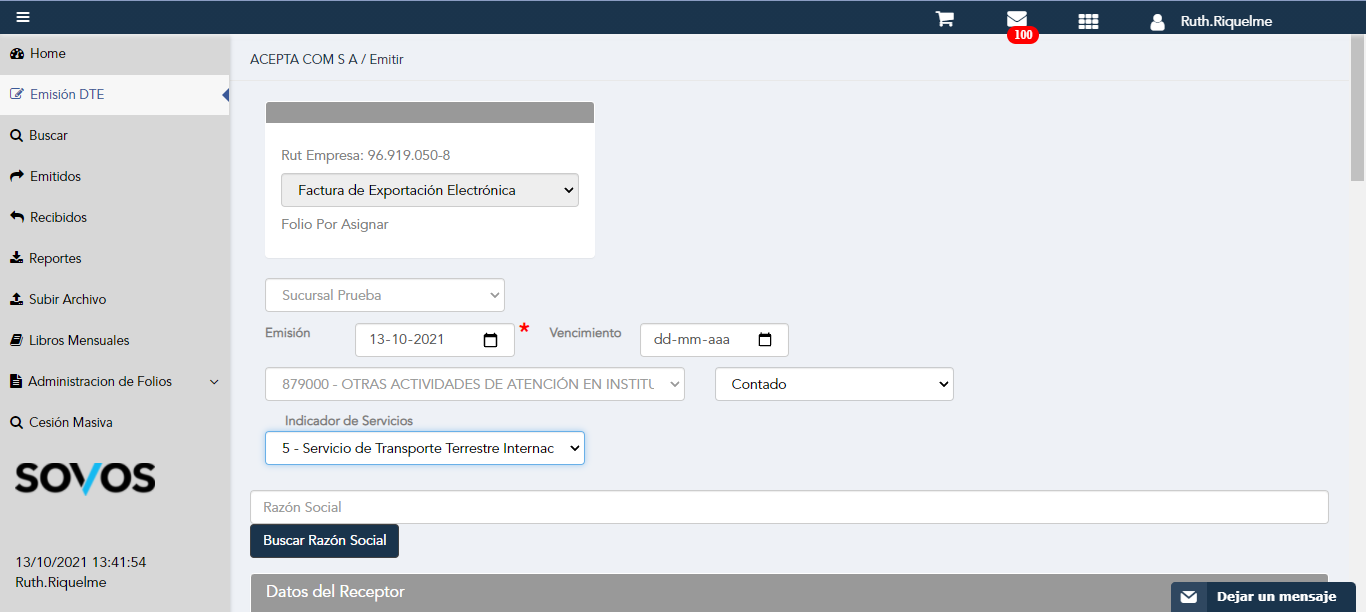 Ruth.Riquelme
100
Home
ACEPTA COM S A / Emitir
Emisión DTE
Buscar
Emitidos
Recibidos
Reportes
Subir Archivo
Libros Mensuales
Administracion de Folios
Cesión Masiva
SOVOS
13/10/2021 13:41:54
Ruth.Riquelme
Rut Empresa: 96.919.050-8
Factura de Exportación Electrónica
Folio Por Asignar
Sucursal Prueba
Emisión 13-10-2021 * Vencimiento dd-mm-aaa
879000 - OTRAS ACTIVIDADES DE ATENCIÓN EN INSTITU Contado
Indicador de Servicios
5 - Servicio de Transporte Terrestre Internac
Razón Social
Buscar Razón Social
Datos del Receptor
Dejar un mensaje